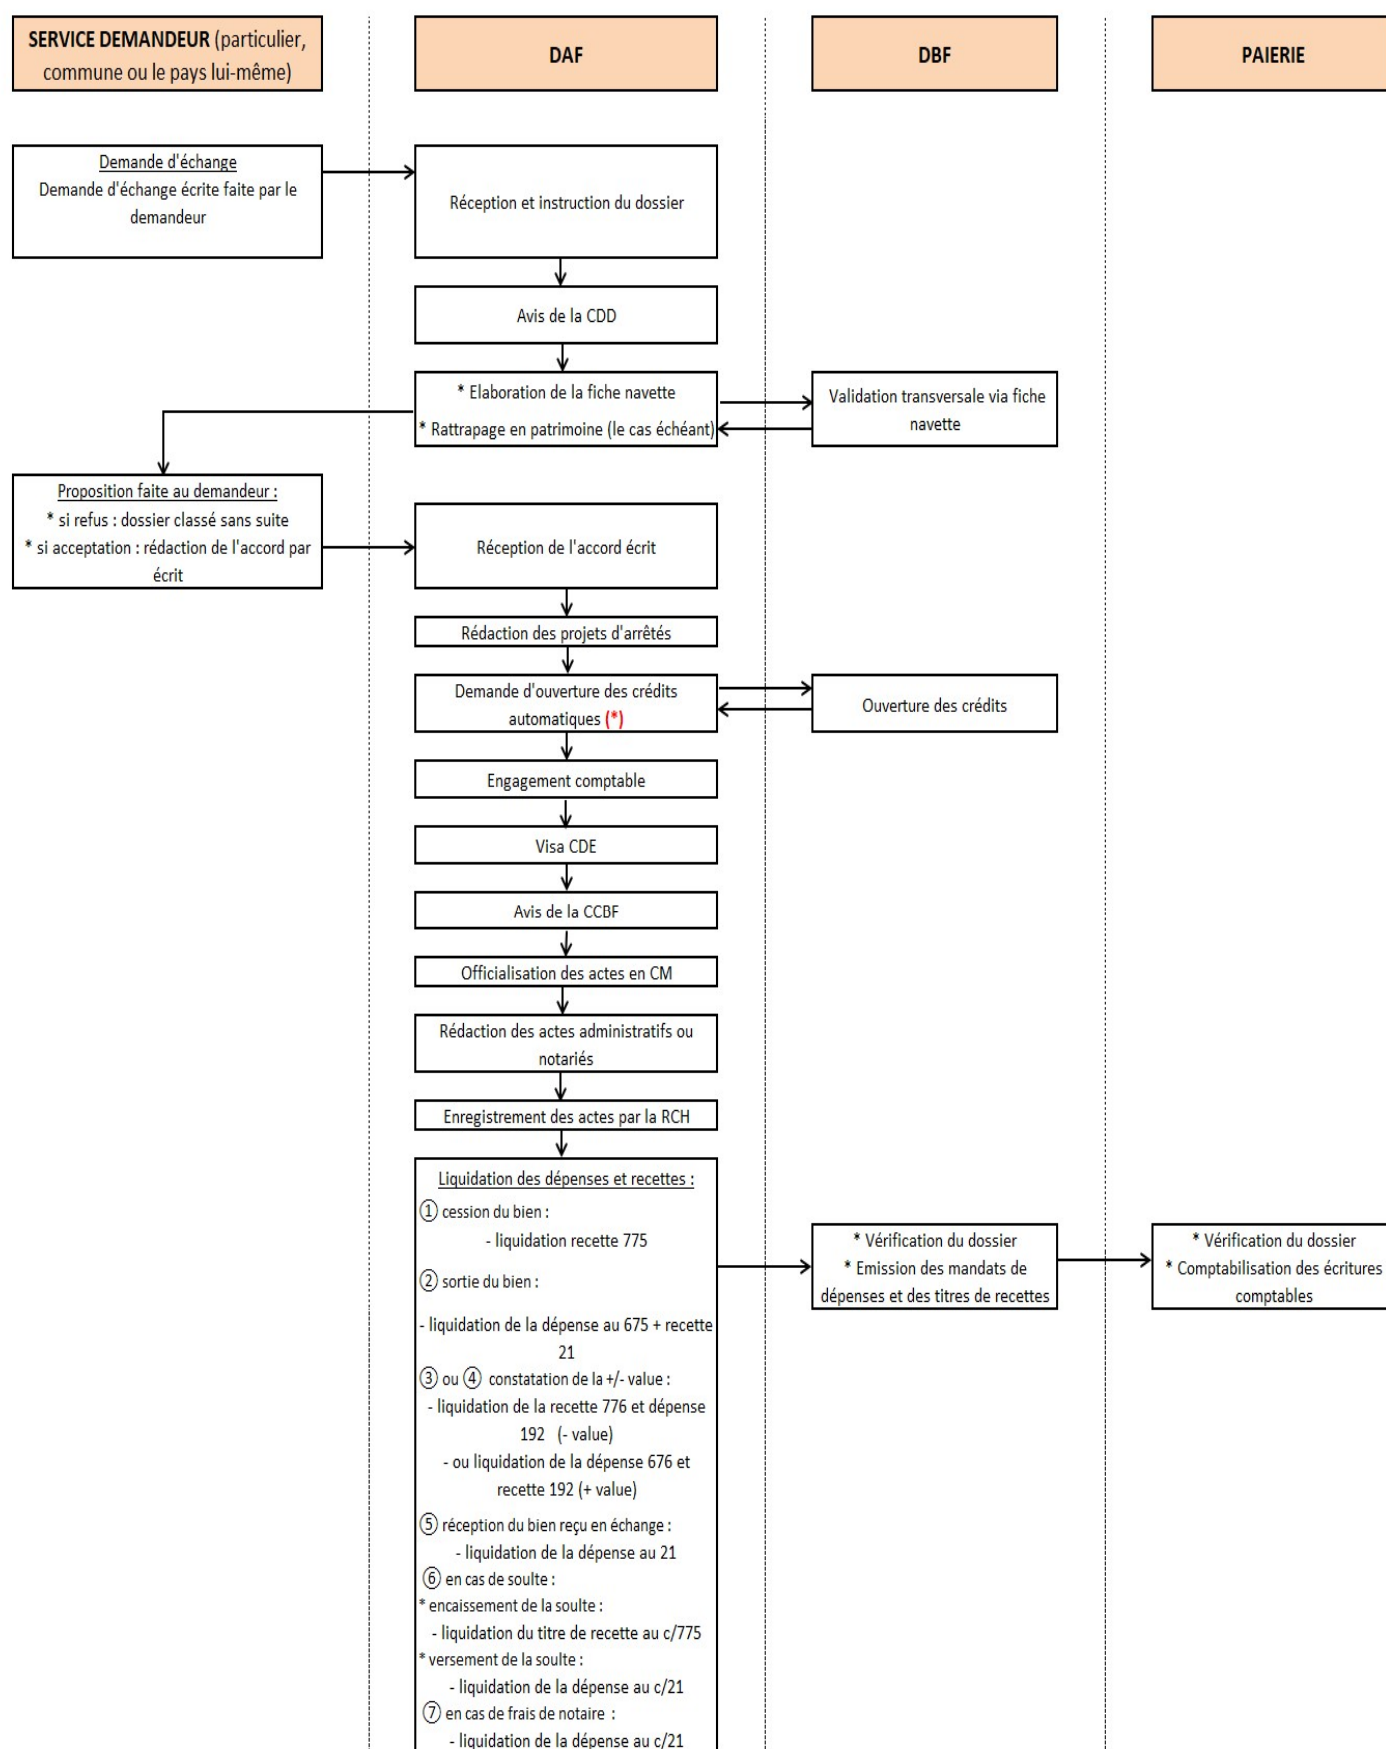 SERVICE DEMANDEUR (particulier,
commune ou le pays lui-même)
DAF
DBF
PAIERIE
Demande d'échange
Demande d'échange écrite faite par le
demandeur
Réception et instruction du dossier
Avis de la CDD
* Elaboration de la fiche navette
* Rattrapage en patrimoine (le cas échéant)
Validation transversale via fiche
navette
Proposition faite au demandeur :
* si refus : dossier classé sans suite
* si acceptation : rédaction de l'accord par
écrit
Réception de l'accord écrit
Rédaction des projets d'arrêtés
Demande d'ouverture des crédits
automatiques (*)
Ouverture des crédits
Engagement comptable
Visa CDE
Avis de la CCBF
Officialisation des actes en CM
Rédaction des actes administratifs ou
notariés
Enregistrement des actes par la RCH
Liquidation des dépenses et recettes :
① cession du bien :
- liquidation recette 775
② sortie du bien :
- liquidation de la dépense au 675 + recette
21
③ ou ④ constatation de la +/- value :
- liquidation de la recette 776 et dépense
192 (- value)
- ou liquidation de la dépense 676 et
recette 192 (+ value)
⑤ réception du bien reçu en échange :
- liquidation de la dépense au 21
⑥ en cas de soulte :
* encaissement de la soulte :
- liquidation du titre de recette au c/775
* versement de la soulte :
- liquidation de la dépense au c/21
⑦ en cas de frais de notaire :
- liquidation de la dépense au c/21
* Vérification du dossier
* Emission des mandats de
dépenses et des titres de recettes
* Vérification du dossier
* Comptabilisation des écritures
comptables